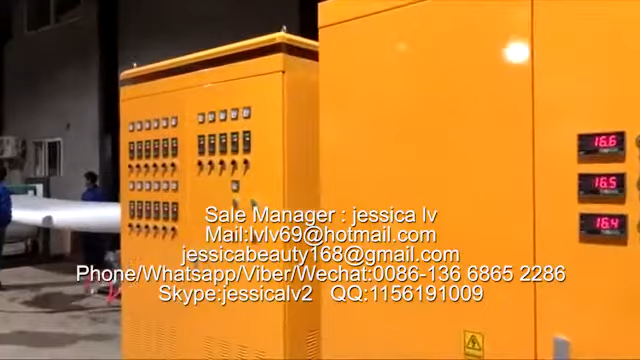 16.6
16.5
16.4
Sale Manager : jessica lv
Mail:lvlv69@hotmail.com
jessicabeauty168@gmail.com
Phone/Whatsapp/Viber/Wechat:0086-136 6865 2286
Skype:jessicalv2 QQ:1156191009